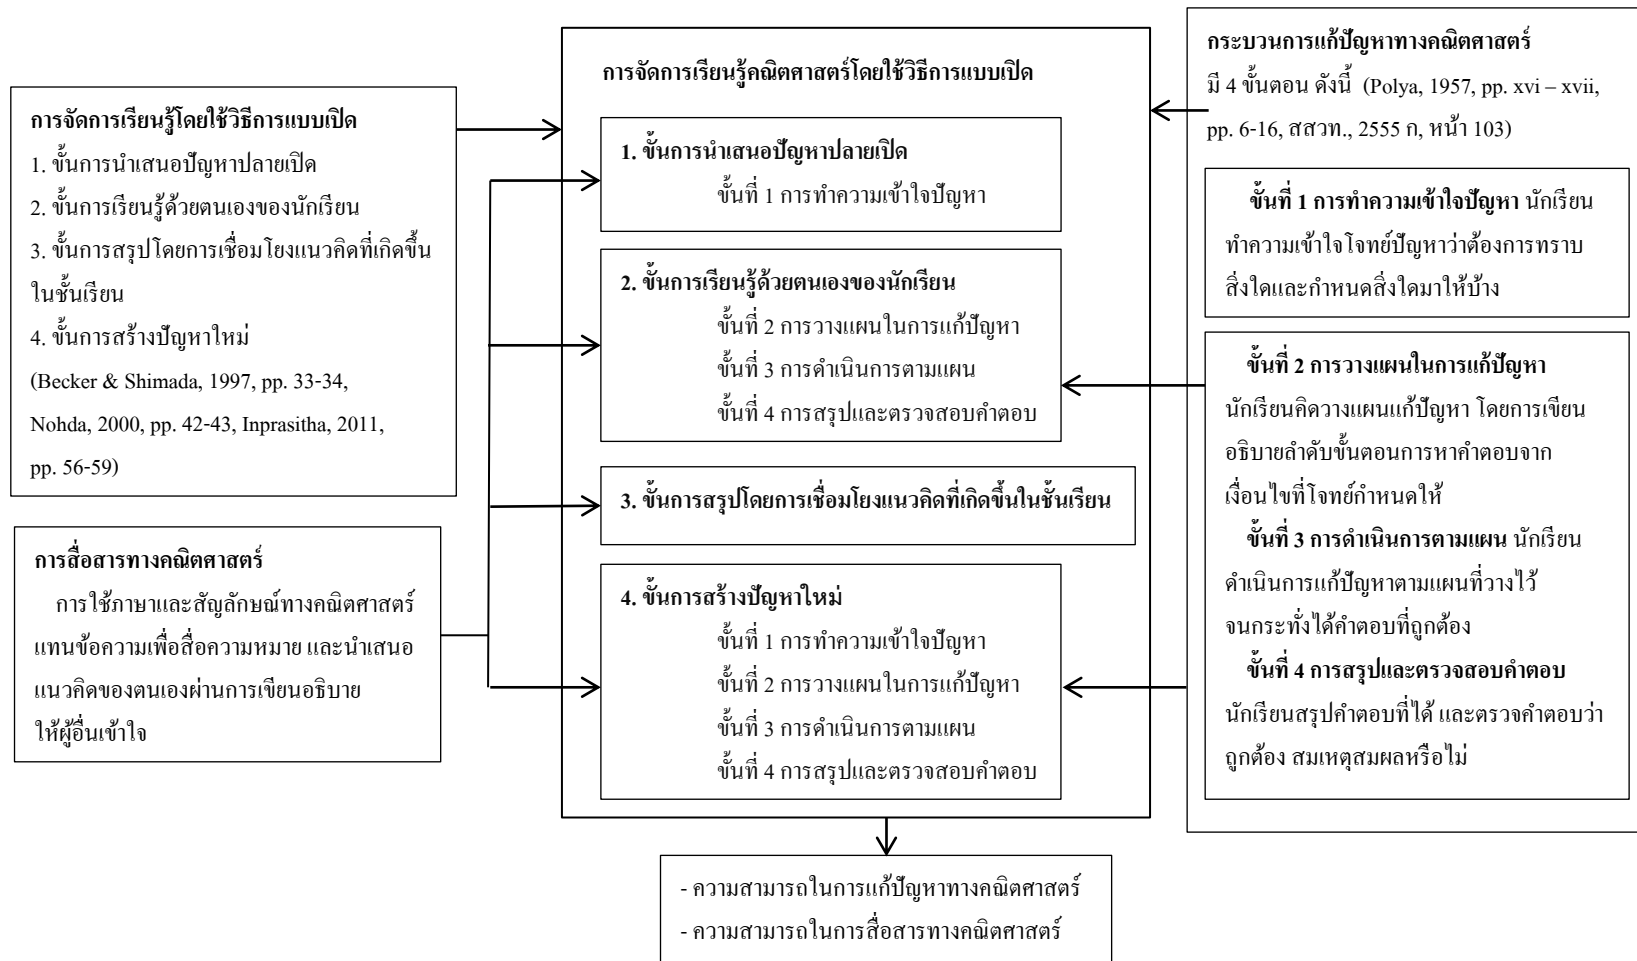 การจัดการเรียนรู้โดยใช้วิธีการแบบเปิด
1. ขั้นการนำเสนอปัญหาปลายเปิด
2. ขั้นการเรียนรู้ด้วยตนเองของนักเรียน
3. ขั้นการสรุปโดยการเชื่อมโยงแนวคิดที่เกิดขึ้น
ในชั้นเรียน
4. ขั้นการสร้างปัญหาใหม่
(Becker & Shimada, 1997, pp. 33-34,
Nohda, 2000, pp. 42-43, Inprasitha, 2011,
pp. 56-59)
การสื่อสารทางคณิตศาสตร์
การใช้ภาษาและสัญลักษณ์ทางคณิตศาสตร์
แทนข้อความเพื่อสื่อความหมาย และนำเสนอ
แนวคิดของตนเองผ่านการเขียนอธิบาย
ให้ผู้อื่นเข้าใจ
การจัดการเรียนรู้คณิตศาสตร์โดยใช้วิธีการแบบเปิด
1. ขั้นการนำเสนอปัญหาปลายเปิด
ขั้นที่ 1 การทำความเข้าใจปัญหา
2. ขั้นการเรียนรู้ด้วยตนเองของนักเรียน
ขั้นที่ 2 การวางแผนในการแก้ปัญหา
ขั้นที่ 3 การดำเนินการตามแผน
ขั้นที่ 4 การสรุปและตรวจสอบคำตอบ
3. ขั้นการสรุปโดยการเชื่อมโยงแนวคิดที่เกิดขึ้นในชั้นเรียน
4. ขั้นการสร้างปัญหาใหม่
ขั้นที่ 1 การทำความเข้าใจปัญหา
ขั้นที่ 2 การวางแผนในการแก้ปัญหา
ขั้นที่ 3 การดำเนินการตามแผน
ขั้นที่ 4 การสรุปและตรวจสอบคำตอบ
กระบวนการแก้ปัญหาทางคณิตศาสตร์
มี 4 ขั้นตอน ดังนี้ (Polya, 1957, pp. xvi – xvii,
pp. 6-16, สสวท., 2555 ก, หน้า 103)
ขั้นที่ 1 การทำความเข้าใจปัญหา นักเรียน
ทำความเข้าใจโจทย์ปัญหาว่าต้องการทราบ
สิ่งใดและกำหนดสิ่งใดมาให้บ้าง
ขั้นที่ 2 การวางแผนในการแก้ปัญหา
นักเรียนคิดวางแผนแก้ปัญหา โดยการเขียน
อธิบายลำดับขั้นตอนการหาคำตอบจาก
เงื่อนไขที่โจทย์กำหนดให้
ขั้นที่ 3 การดำเนินการตามแผน นักเรียน
ดำเนินการแก้ปัญหาตามแผนที่วางไว้
จนกระทั่งได้คำตอบที่ถูกต้อง
ขั้นที่ 4 การสรุปและตรวจสอบคำตอบ
นักเรียนสรุปคำตอบที่ได้ และตรวจคำตอบว่า
ถูกต้อง สมเหตุสมผลหรือไม่
- ความสามารถในการแก้ปัญหาทางคณิตศาสตร์
- ความสามารถในการสื่อสารทางคณิตศาสตร์